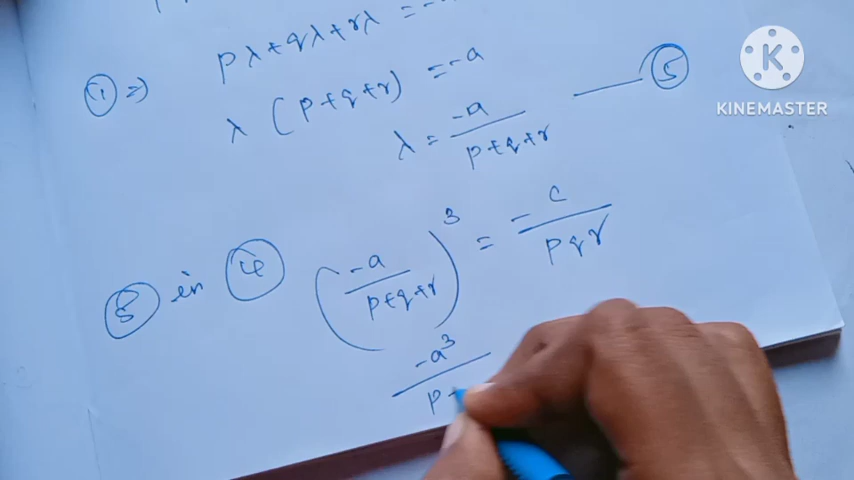 pλ+qλ+rλ = -
① ⇒ λ (p+q+r) = -a
λ = -a/p+q+r —— ⑤
⑤ in ④ (-a/p+q+r)³ = -c/pqr
-a³/p+
KINEMASTER